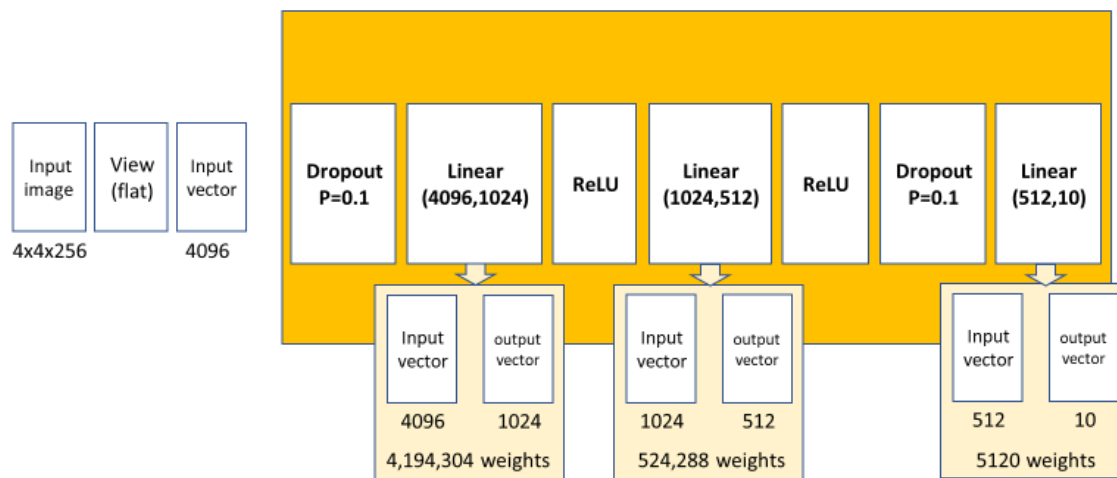 Input
image
4x4x256
View
(flat)
Input
vector
4096
Dropout
P=0.1
Linear
(4096,1024)
ReLU
Linear
(1024,512)
ReLU
Dropout
P=0.1
Linear
(512,10)
Input
vector
4096
output
vector
1024
4,194,304 weights
Input
vector
1024
output
vector
512
524,288 weights
Input
vector
512
output
vector
10
5120 weights